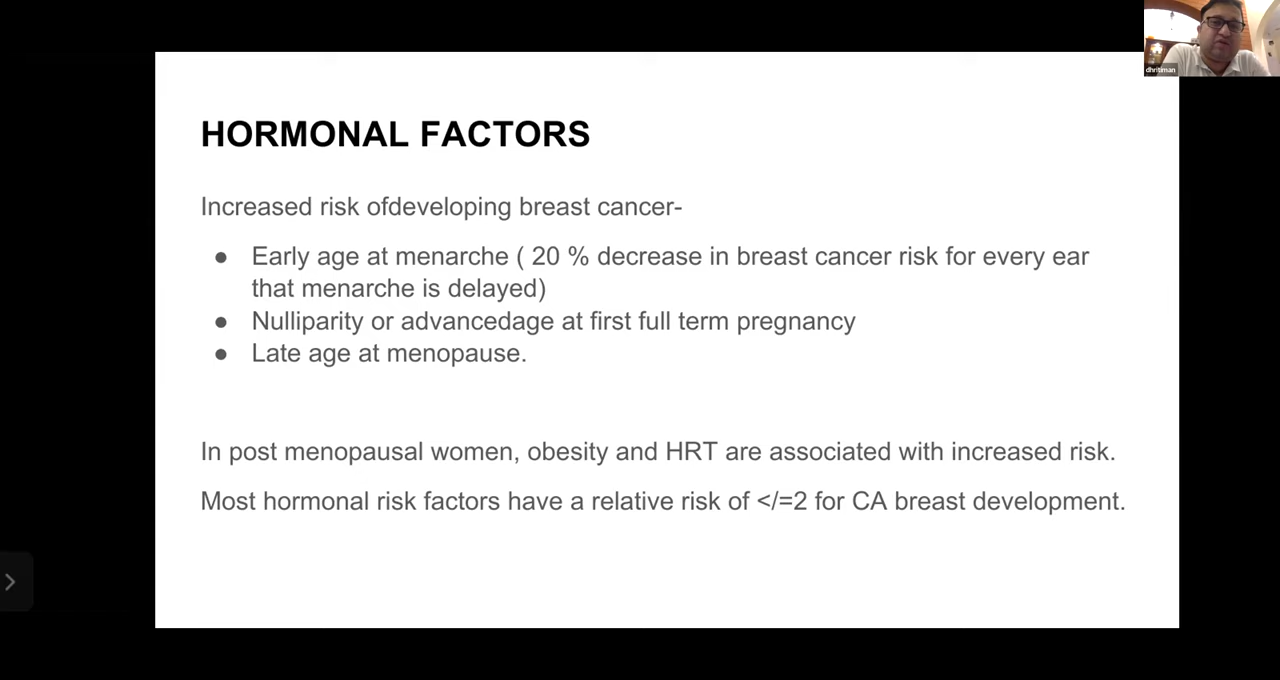 HORMONAL FACTORS
Increased risk ofdeveloping breast cancer-
● Early age at menarche ( 20 % decrease in breast cancer risk for every ear
that menarche is delayed)
● Nulliparity or advancedage at first full term pregnancy
● Late age at menopause.
In post menopausal women, obesity and HRT are associated with increased risk.
Most hormonal risk factors have a relative risk of </=2 for CA breast development.
dhritiman